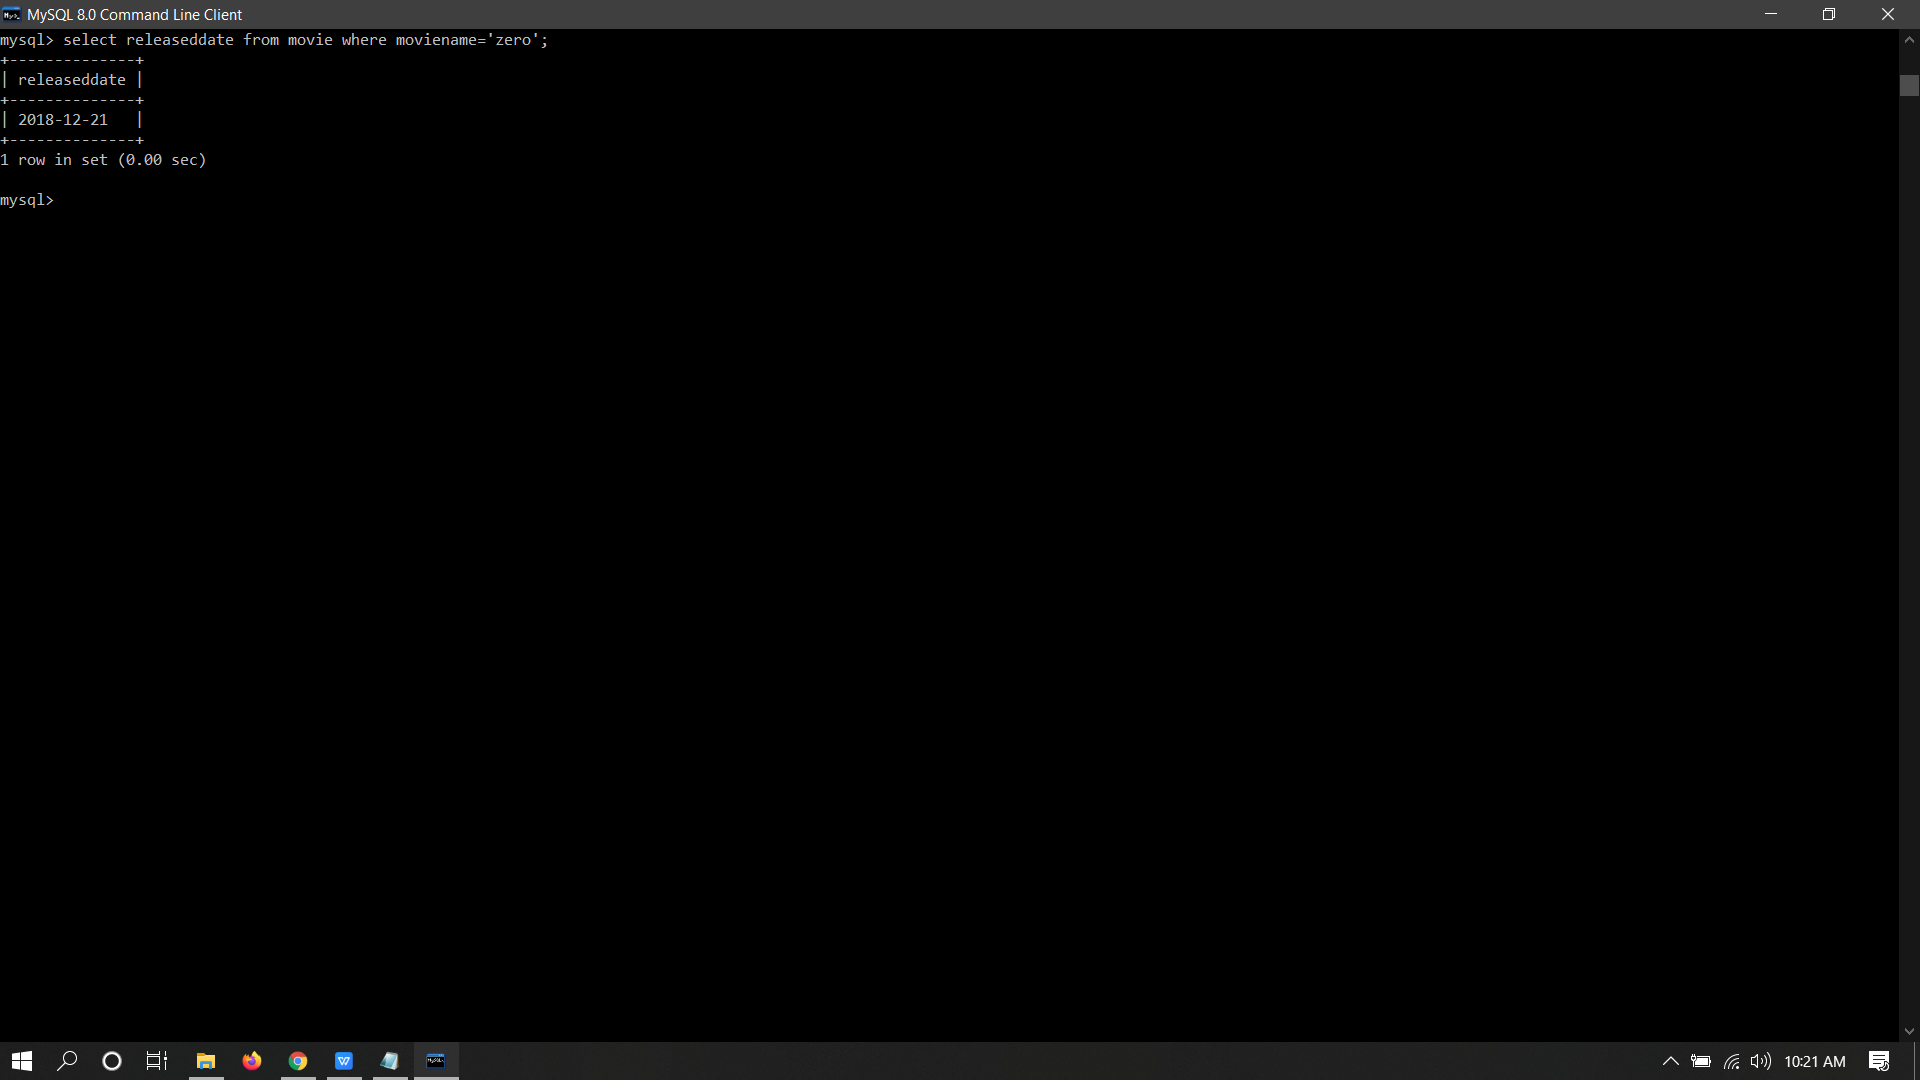 MySQL 8.0 Command Line Client
mysql> select releaseddate from movie where moviename='zero';
+--------------+
| releaseddate |
+--------------+
| 2018-12-21   |
+--------------+
1 row in set (0.00 sec)
mysql>
10:21 AM